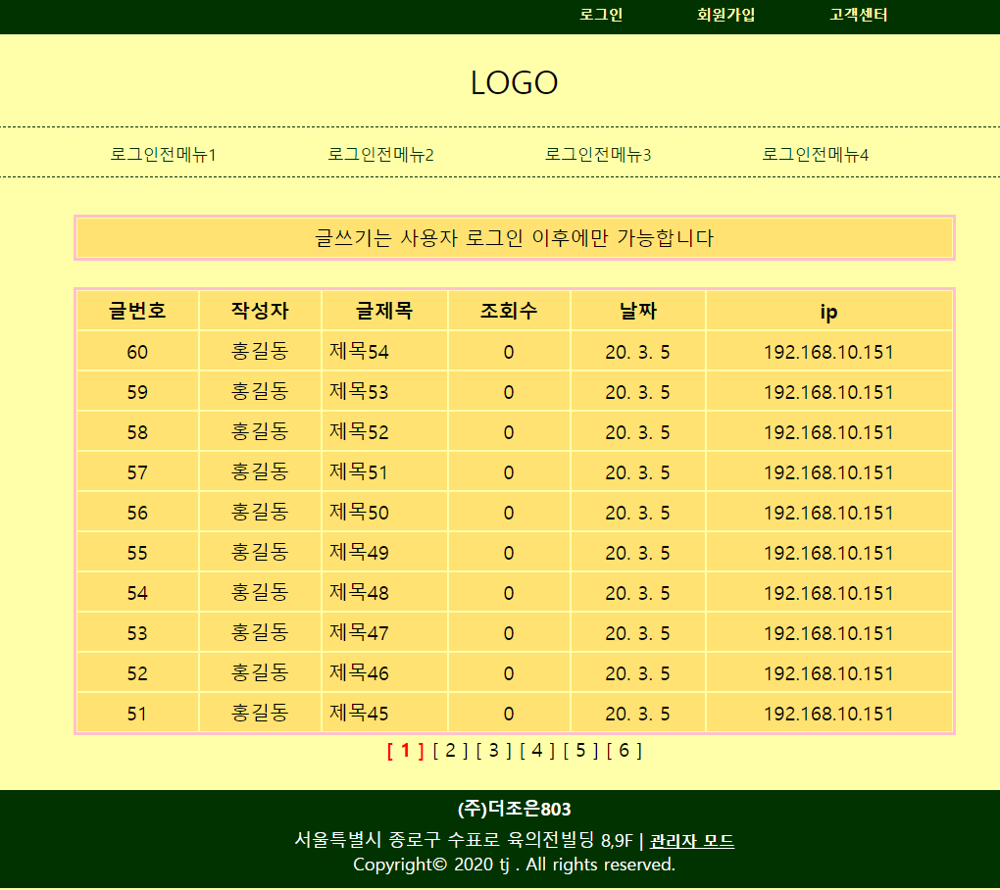 로그인 회원가입 고객센터
LOGO
로그인전메뉴1 로그인전메뉴2 로그인전메뉴3 로그인전메뉴4
글쓰기는 사용자 로그인 이후에만 가능합니다
글번호 작성자 글제목 조회수 날짜 ip
60 홍길동 제목54 0 20. 3. 5 192.168.10.151
59 홍길동 제목53 0 20. 3. 5 192.168.10.151
58 홍길동 제목52 0 20. 3. 5 192.168.10.151
57 홍길동 제목51 0 20. 3. 5 192.168.10.151
56 홍길동 제목50 0 20. 3. 5 192.168.10.151
55 홍길동 제목49 0 20. 3. 5 192.168.10.151
54 홍길동 제목48 0 20. 3. 5 192.168.10.151
53 홍길동 제목47 0 20. 3. 5 192.168.10.151
52 홍길동 제목46 0 20. 3. 5 192.168.10.151
51 홍길동 제목45 0 20. 3. 5 192.168.10.151
[ 1 ] [ 2 ] [ 3 ] [ 4 ] [ 5 ] [ 6 ]
(주)더조은803
서울특별시 종로구 수표로 육의전빌딩 8,9F | 관리자 모드
Copyright© 2020 tj . All rights reserved.